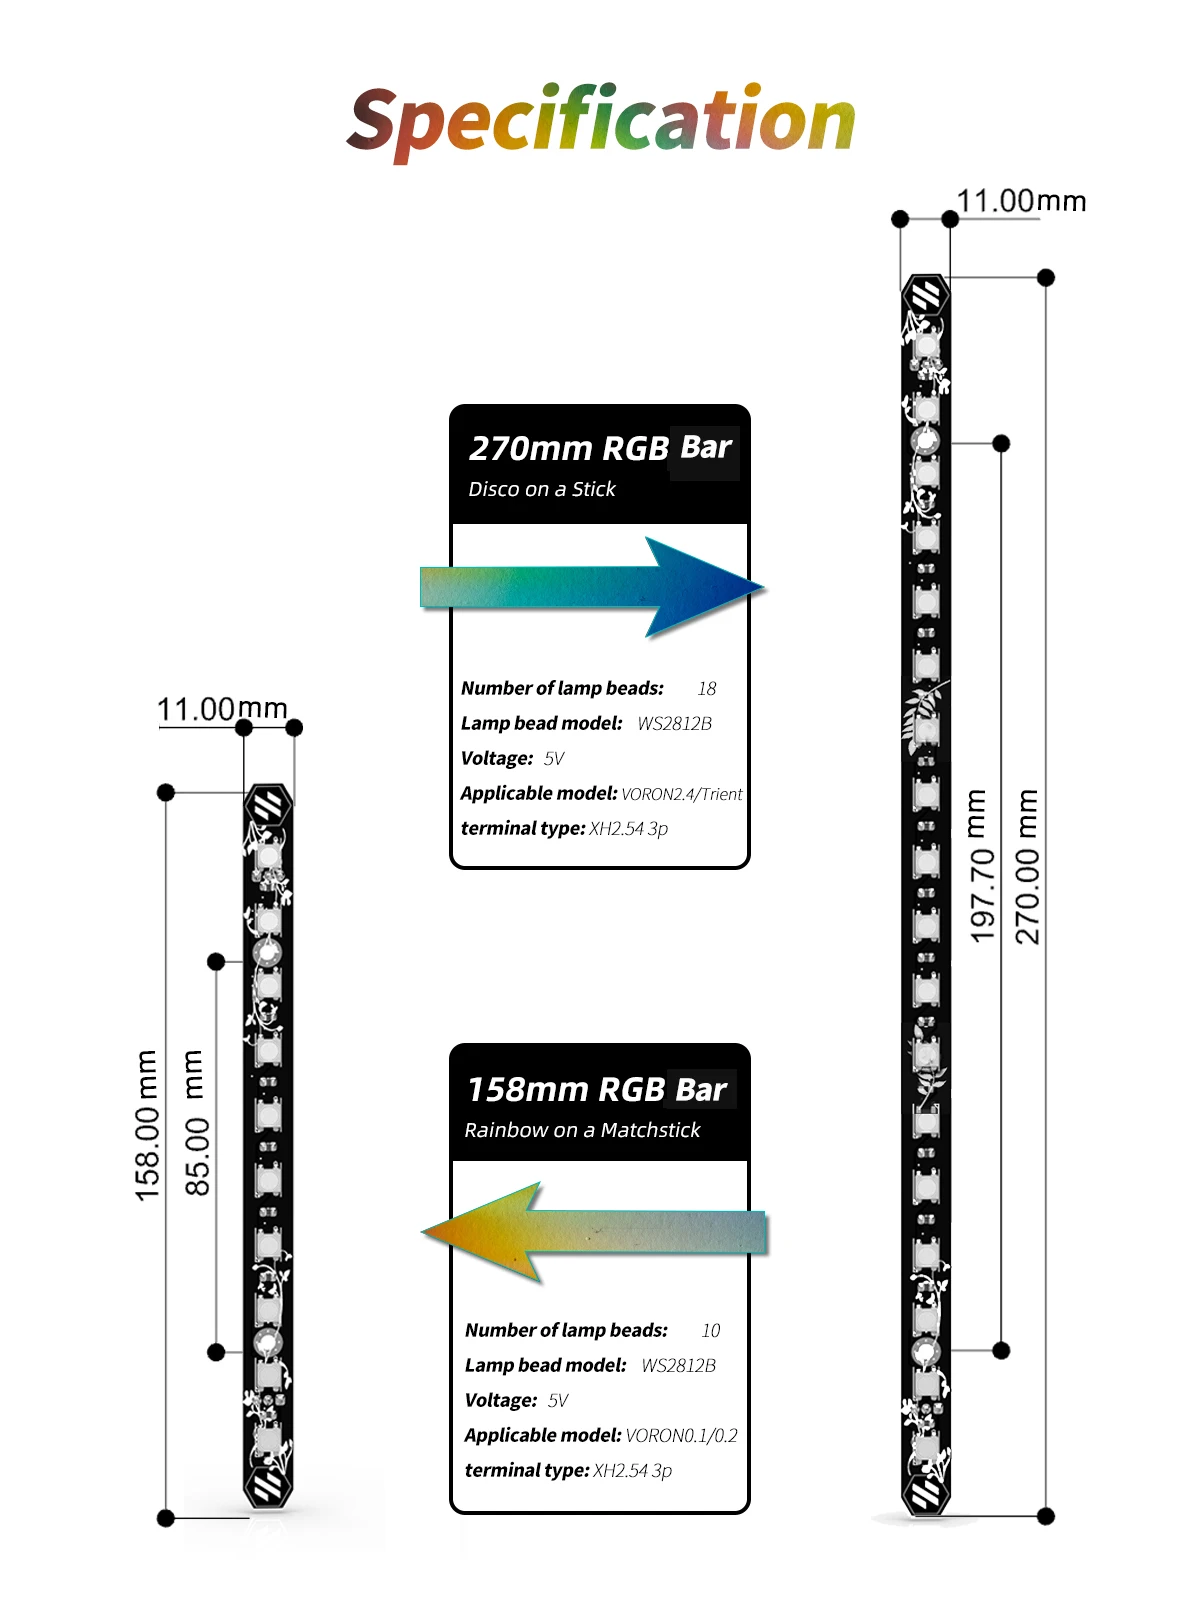 Specification
11.00mm
270mm RGB Bar
Disco on a Stick
Number of lamp beads: 18
Lamp bead model: WS2812B
Voltage: 5V
Applicable model: VORON2.4/Trient
terminal type: XH2.54 3p
197.70 mm
270.00 mm
11.00mm
158.00 mm
85.00 mm
158mm RGB Bar
Rainbow on a Matchstick
Number of lamp beads: 10
Lamp bead model: WS2812B
Voltage: 5V
Applicable model: VORON0.1/0.2
terminal type: XH2.54 3p